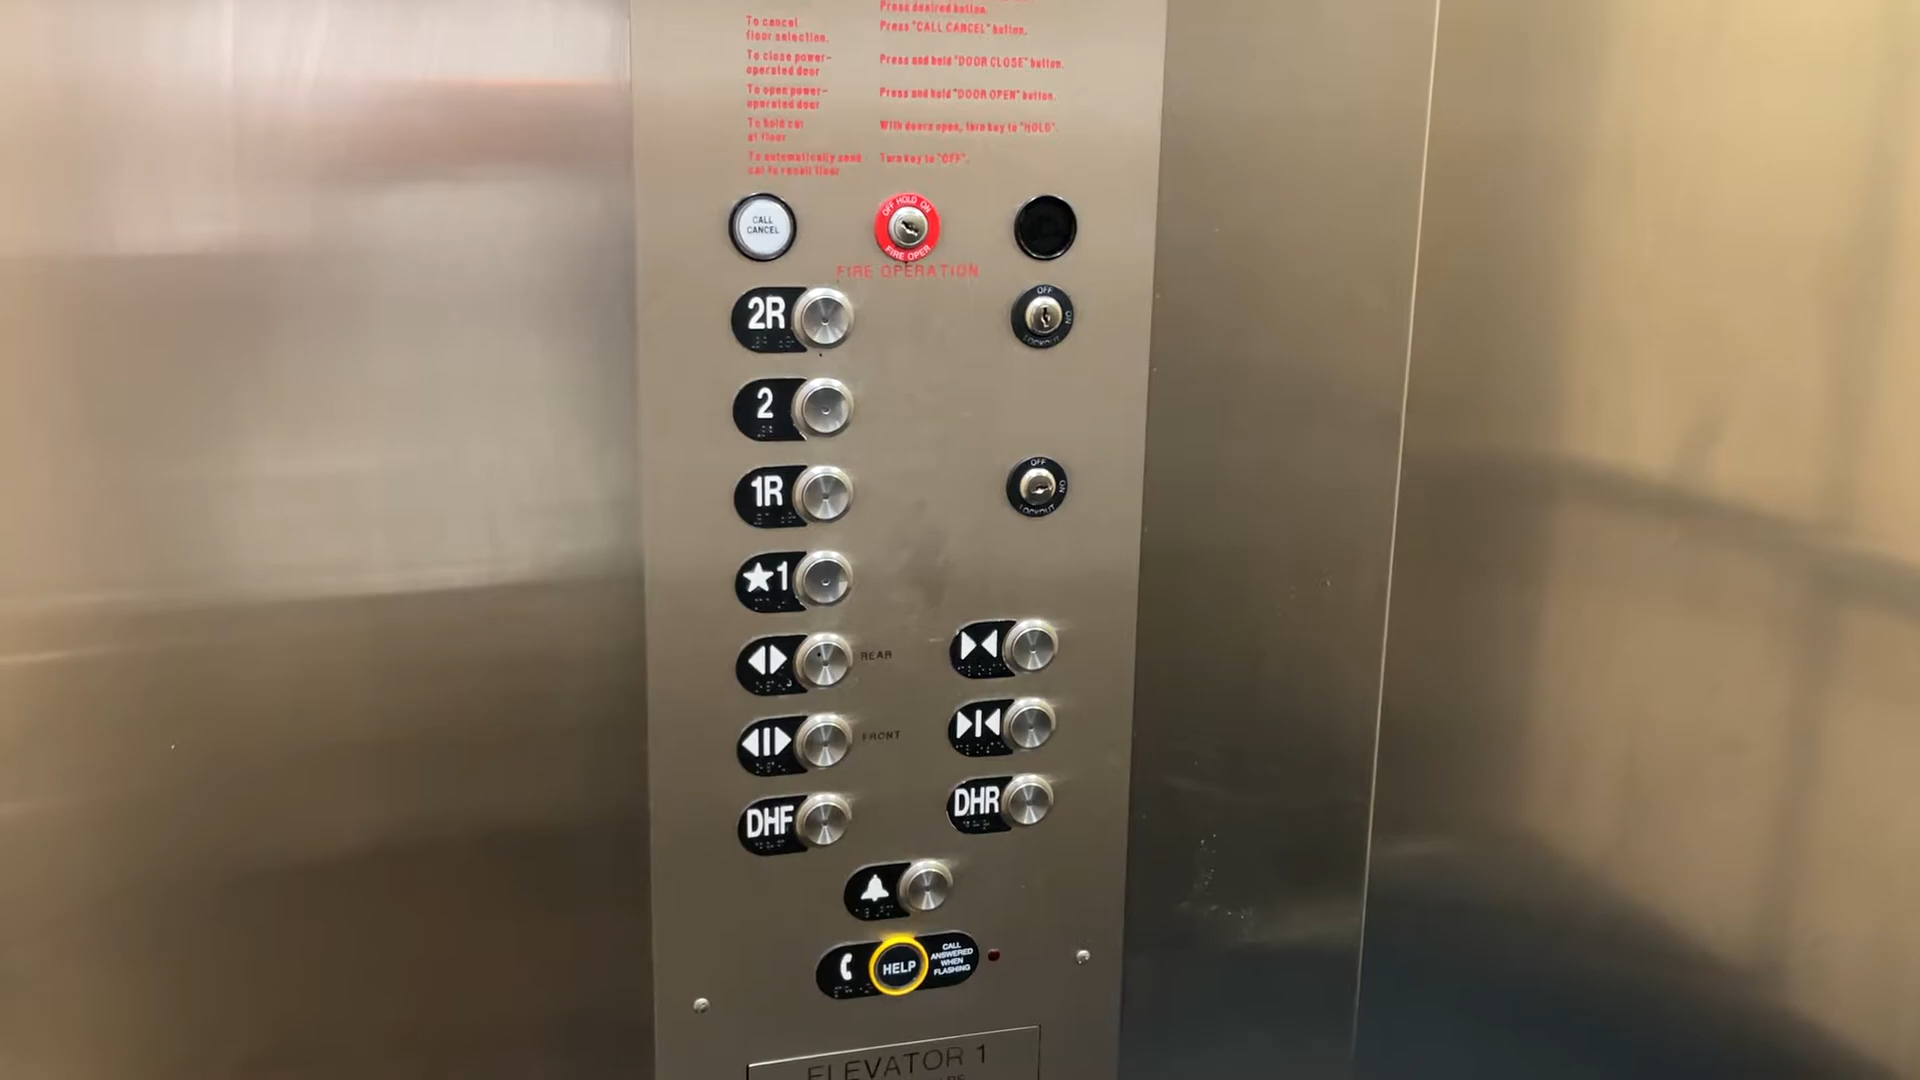 Press desired button.
To cancel
floor selection.
Press "CALL CANCEL" button.
To close power-
operated door
Press and hold "DOOR CLOSE" button.
To open power-
operated door
Press and hold "DOOR OPEN" button.
To hold car
at floor
With doors open, turn key to "HOLD".
To automatically send
car to recall floor
Turn key to "OFF".
CALL
CANCEL
OFF HOLD ON
FIRE OPER
FIRE OPERATION
2R
OFF
ON
LOCKOUT
2
1R
OFF
ON
LOCKOUT
★1
REAR
FRONT
DHF
DHR
HELP
CALL
ANSWERED
WHEN
FLASHING
ELEVATOR 1